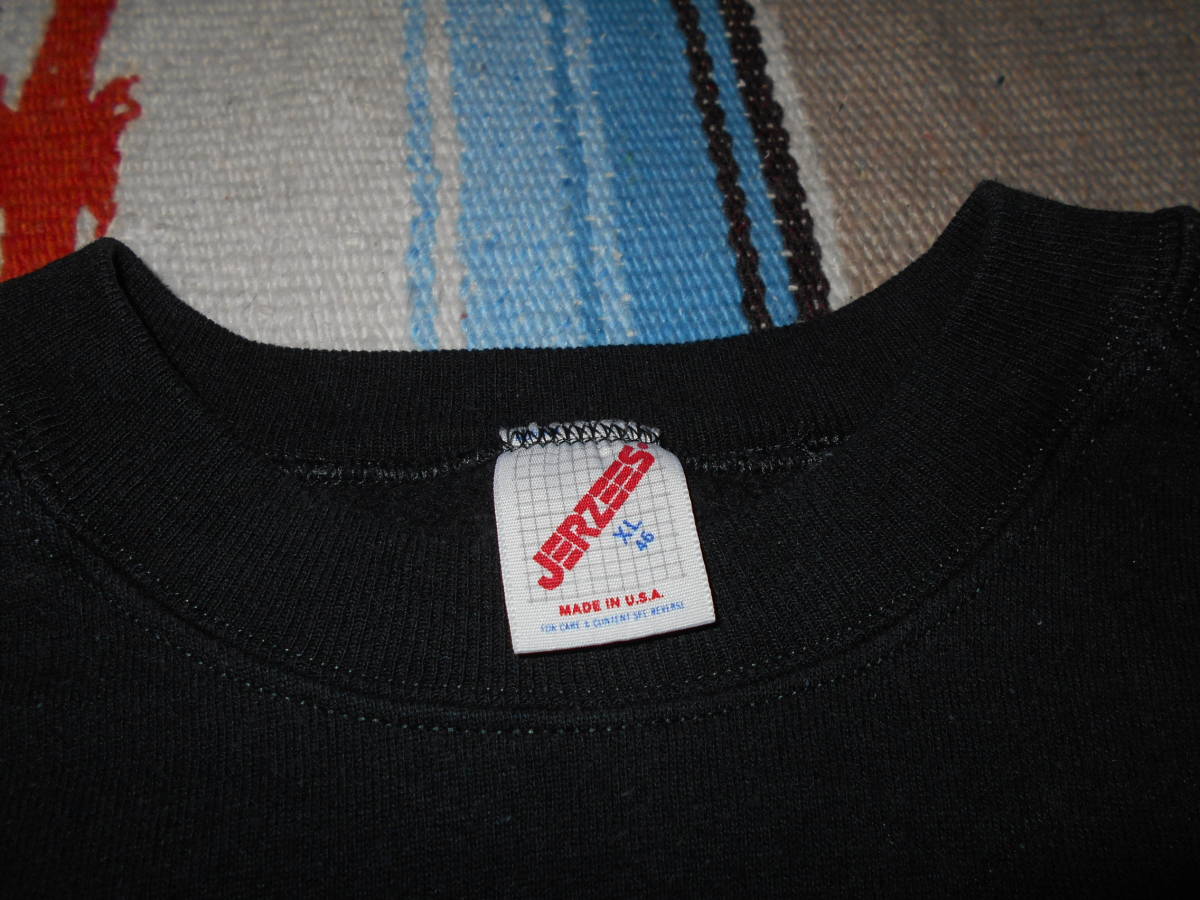 JERZEES
XL
46
MADE IN U.S.A.
FOR CARE & CONTENT SEE REVERSE